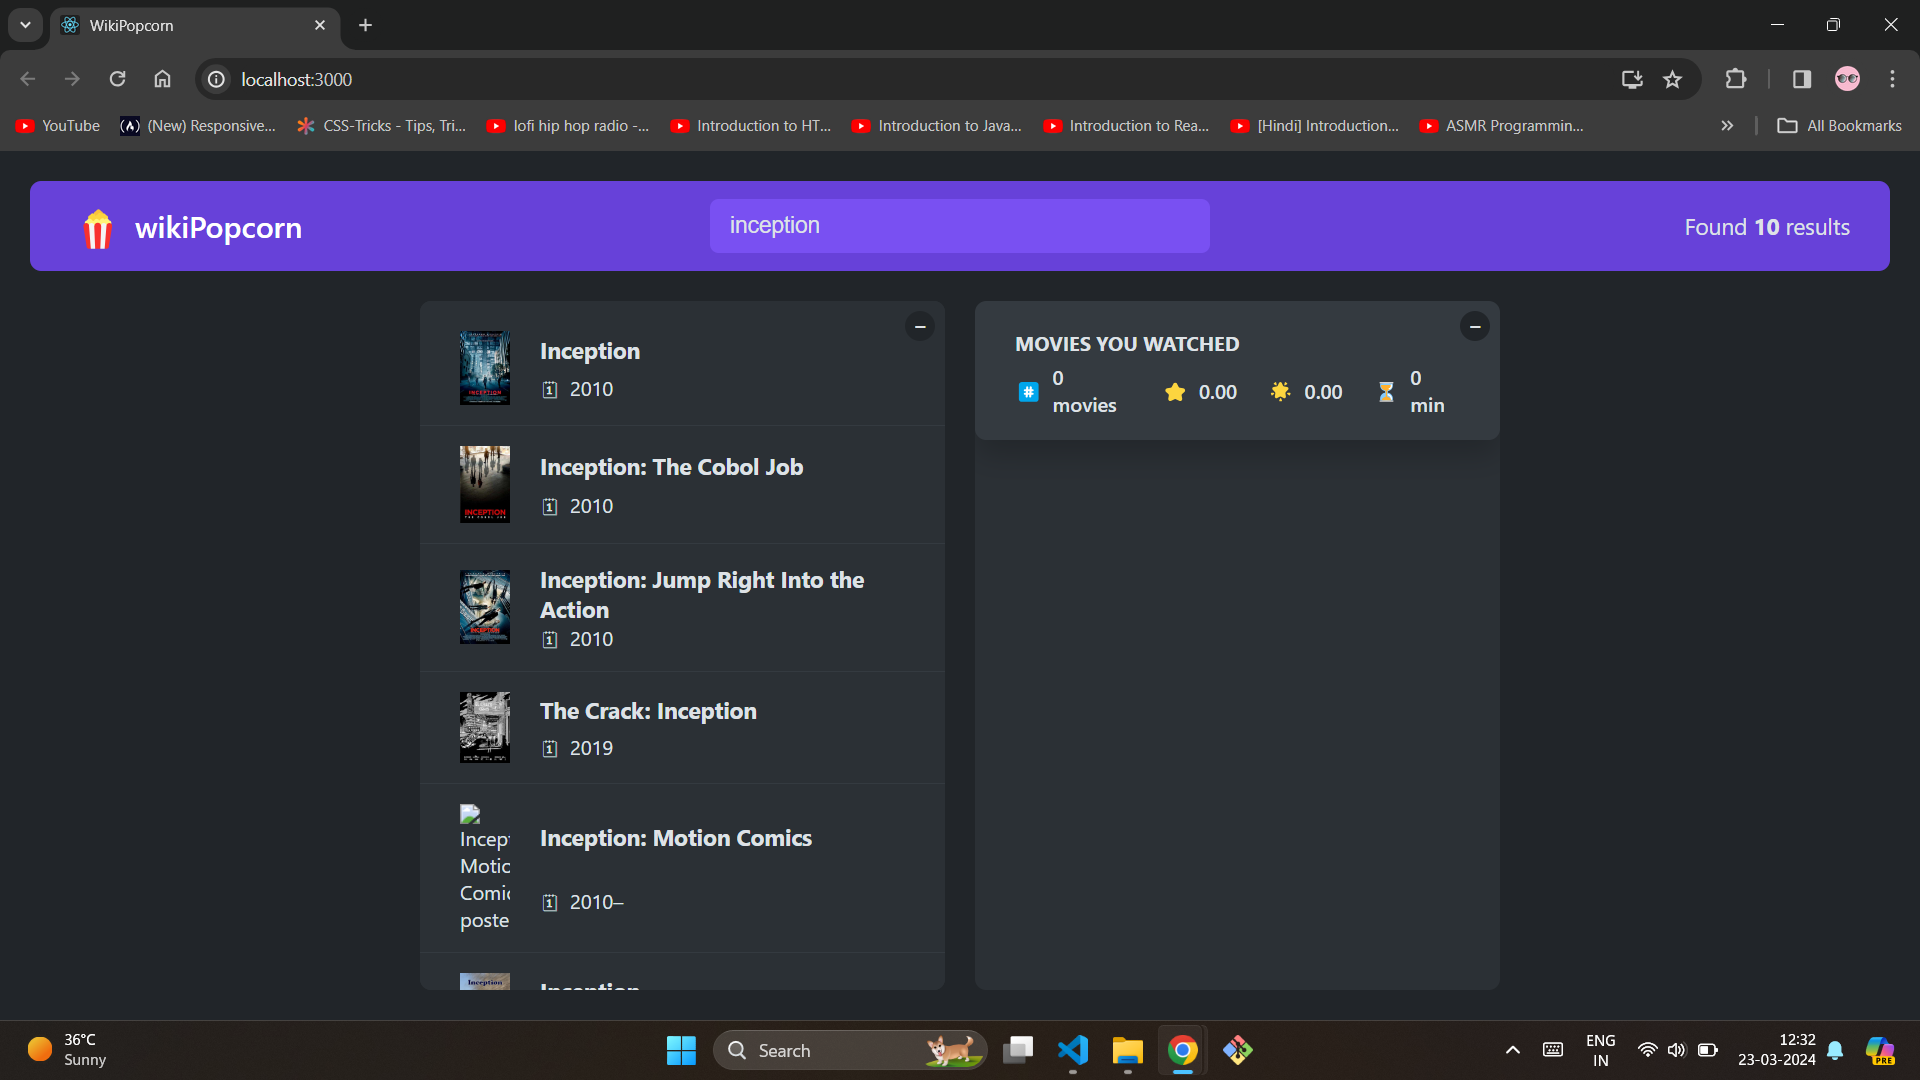 WikiPopcorn
localhost:3000
YouTube
(New) Responsive...
CSS-Tricks - Tips, Tri...
lofi hip hop radio -...
Introduction to HT...
Introduction to Java...
Introduction to Rea...
[Hindi] Introduction...
ASMR Programmin...
All Bookmarks
wikiPopcorn
inception
Found 10 results
Inception
2010
Inception: The Cobol Job
2010
Inception: Jump Right Into the
Action
2010
The Crack: Inception
2019
Incep
Motic
Comi
poste
Inception: Motion Comics
2010–
Inception
MOVIES YOU WATCHED
0
movies
0.00
0.00
0
min
36°C
Sunny
Search
ENG
IN
12:32
23-03-2024
PRE